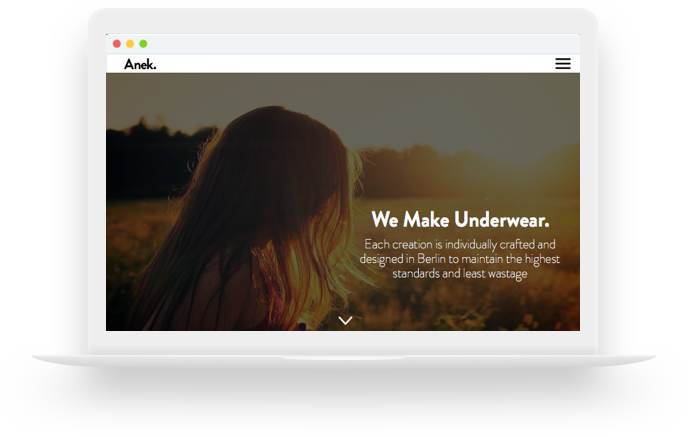 Anek.
We Make Underwear.
Each creation is individually crafted and
designed in Berlin to maintain the highest
standards and least wastage